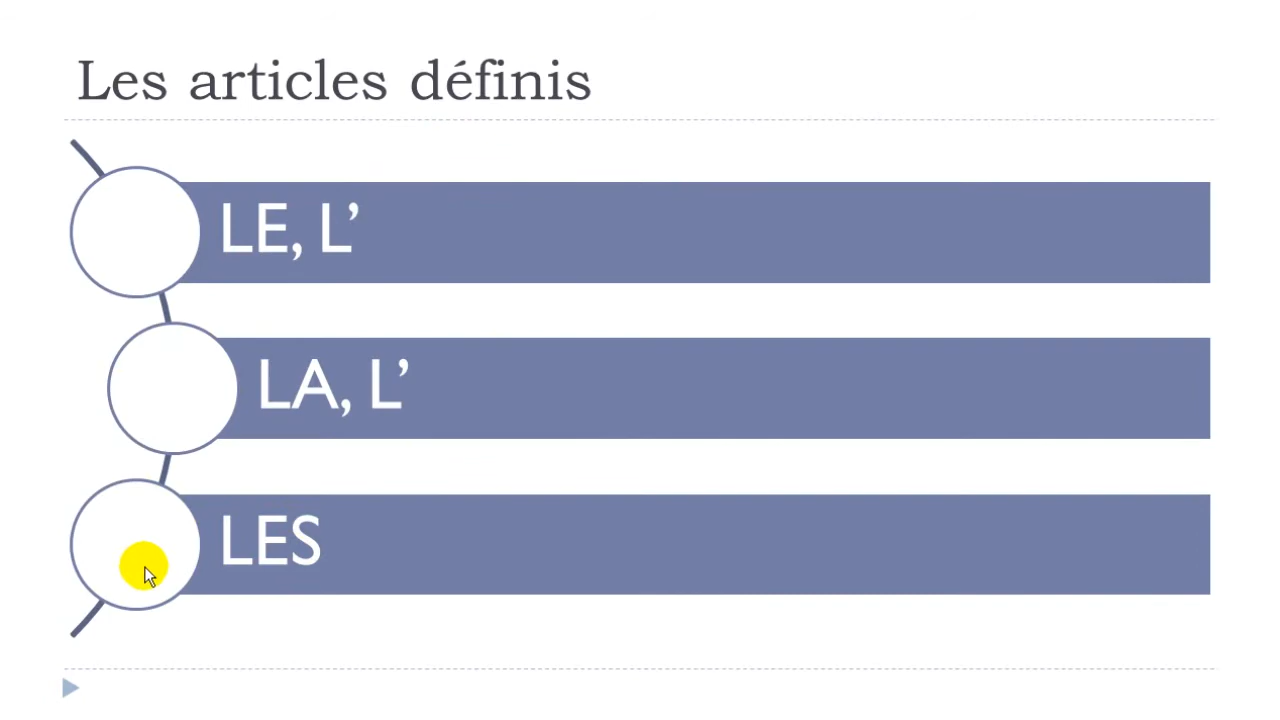 Les articles définis
LE, L’
LA, L’
LES